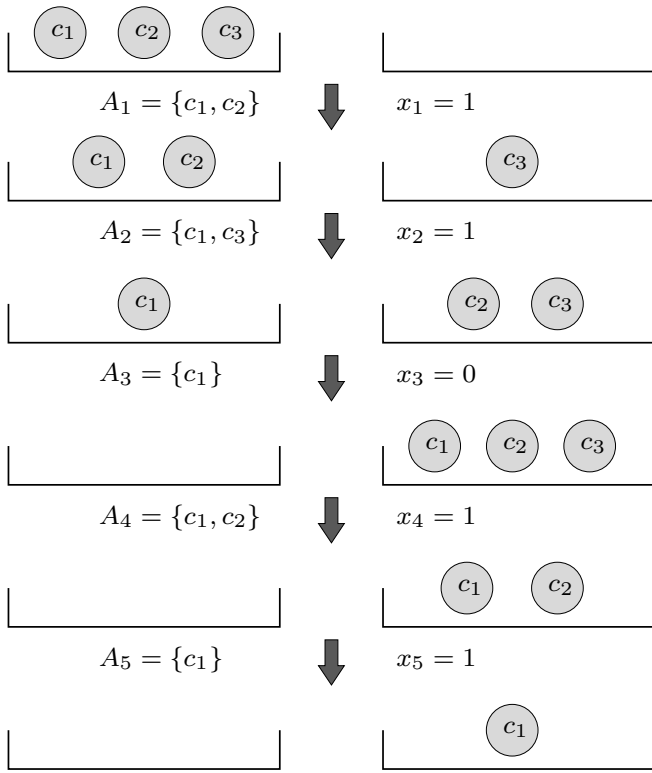 c₁ c₂ c₃
A₁ = {c₁, c₂} x₁ = 1
c₁ c₂ c₃
A₂ = {c₁, c₃} x₂ = 1
c₁ c₂ c₃
A₃ = {c₁} x₃ = 0
c₁ c₂ c₃
A₄ = {c₁, c₂} x₄ = 1
c₁ c₂
A₅ = {c₁} x₅ = 1
c₁